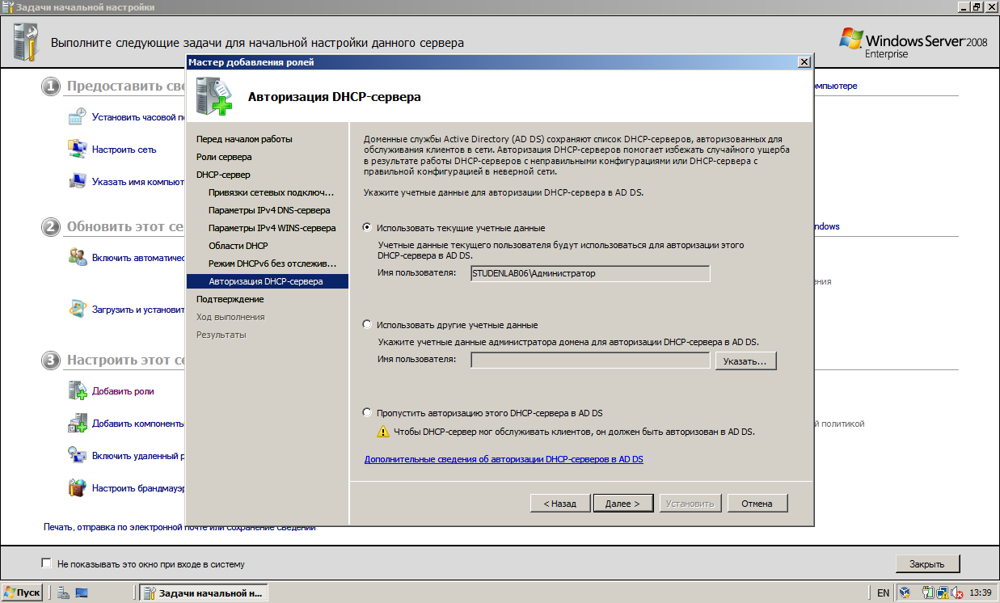 Задачи начальной настройки
Выполните следующие задачи для начальной настройки данного сервера
Windows Server 2008
Enterprise
1 Предоставить
Установить часовой
Настроить сеть
Указать имя
омпьютере
2 Обновить этот
Включить
Загрузить и
ndows
ения
3 Настроить этот
Добавить роли
Добавить компоненты
Включить удаленный
Настроить
й политикой
Печать, отправка по электронной почте или сохранение сведений
Мастер добавления ролей
Авторизация DHCP-сервера
Перед началом работы
Роли сервера
DHCP-сервер
Привязки сетевых подключ...
Параметры IPv4 DNS-сервера
Параметры IPv4 WINS-сервера
Области DHCP
Режим DHCPv6 без отслежив...
Авторизация DHCP-сервера
Подтверждение
Ход выполнения
Результаты
Доменные службы Active Directory (AD DS) сохраняют список DHCP-серверов, авторизованных для
обслуживания клиентов в сети. Авторизация DHCP-серверов помогает избежать случайного ущерба
в результате работы DHCP-серверов с неправильными конфигурациями или DHCP-сервера с
правильной конфигурацией в неверной сети.
Укажите учетные данные для авторизации DHCP-сервера в AD DS.
Использовать текущие учетные данные
Учетные данные текущего пользователя будут использоваться для авторизации этого
DHCP-сервера в AD DS.
Имя пользователя: STUDENLAB06\Администратор
Использовать другие учетные данные
Укажите учетные данные администратора домена для авторизации DHCP-сервера в AD DS.
Имя пользователя: Указать...
Пропустить авторизацию этого DHCP-сервера в AD DS
Чтобы DHCP-сервер мог обслуживать клиентов, он должен быть авторизован в AD DS.
Дополнительные сведения об авторизации DHCP-серверов в AD DS
< Назад Далее > Установить Отмена
Не показывать это окно при входе в систему
Закрыть
Пуск Задачи начальной н... EN 13:39